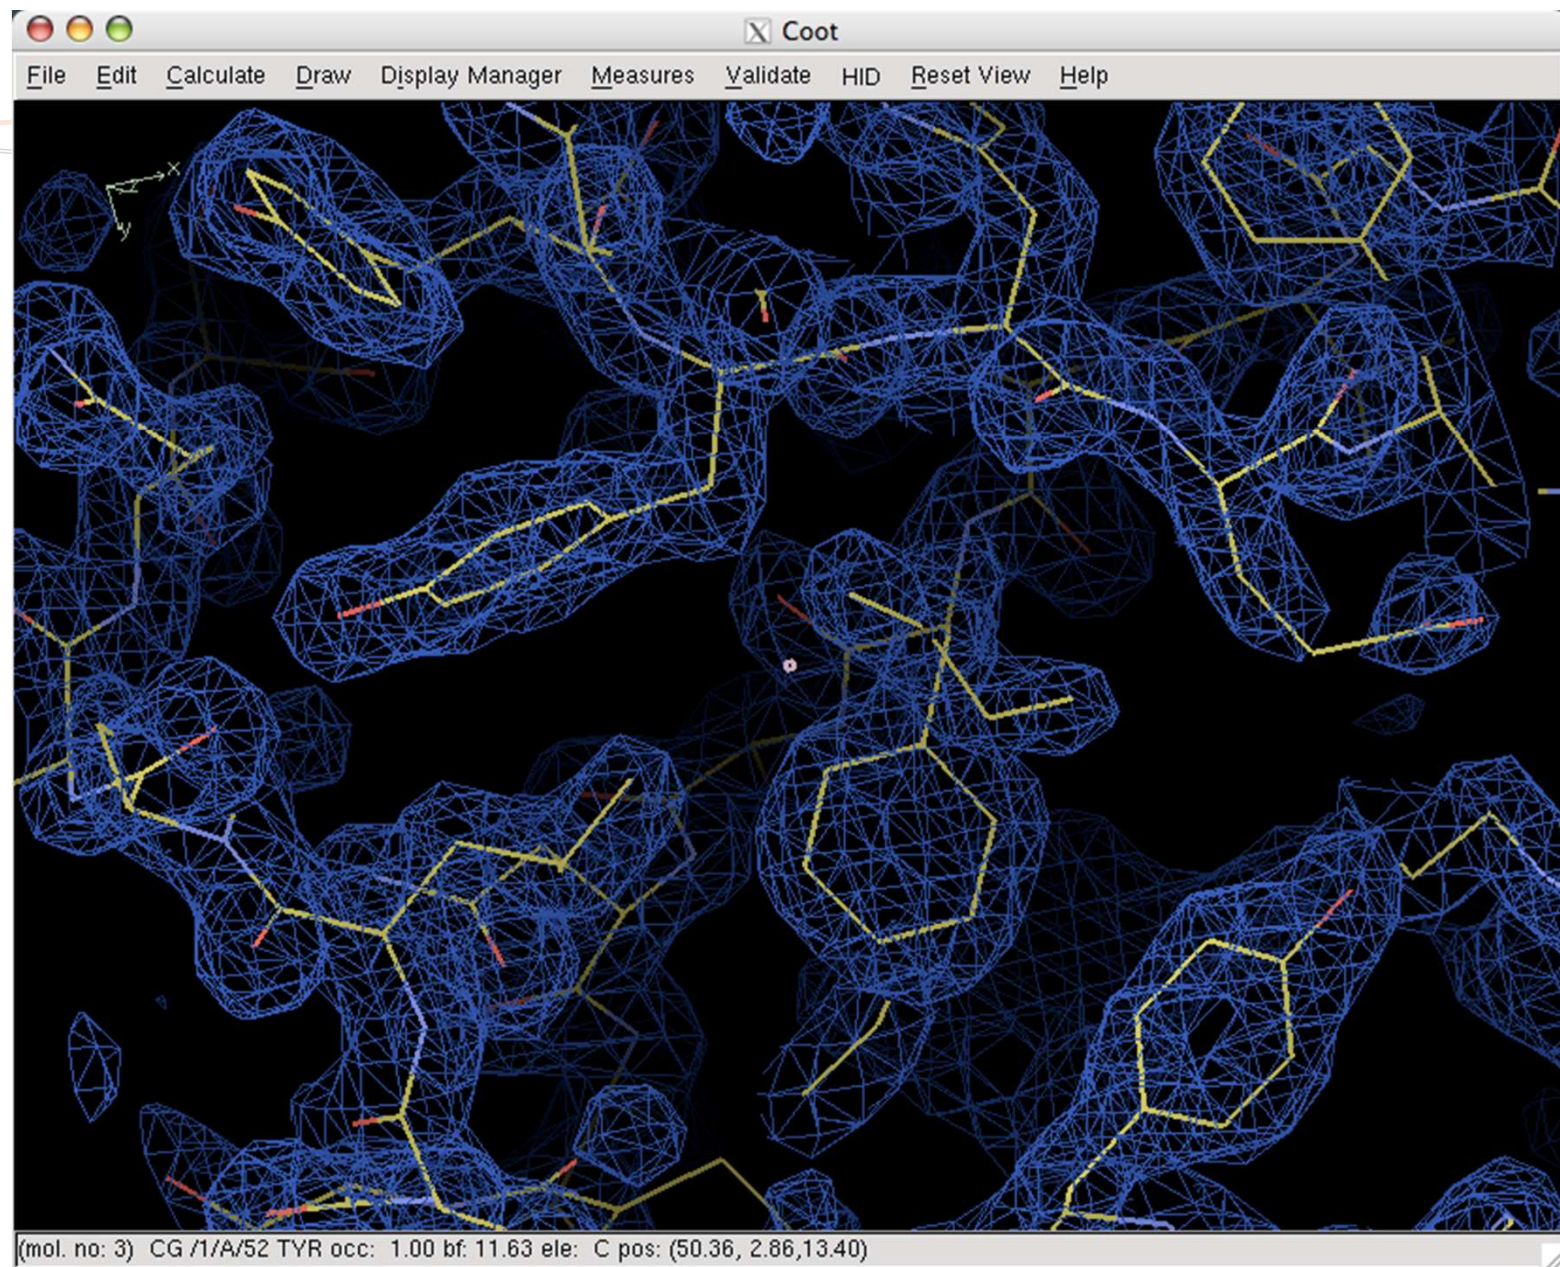 Coot
File Edit Calculate Draw Display Manager Measures Validate HID Reset View Help
x
y
(mol. no: 3) CG /1/A/52 TYR occ: 1.00 bf: 11.63 ele: C pos: (50.36, 2.86,13.40)